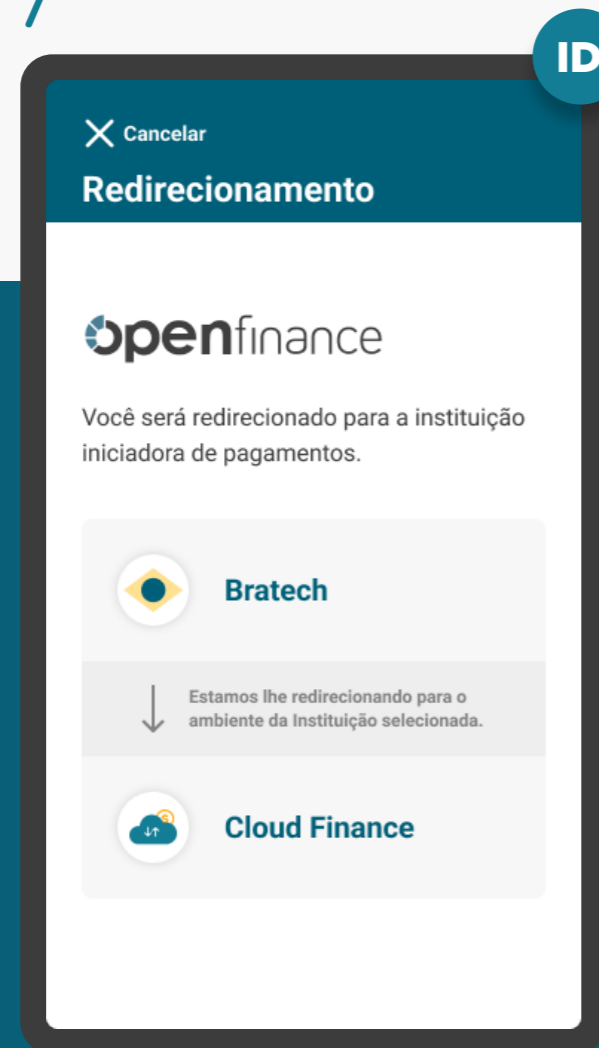 ID
Cancelar
Redirecionamento
openfinance
Você será redirecionado para a instituição
iniciadora de pagamentos.
Bratech
Estamos lhe redirecionando para o
ambiente da Instituição selecionada.
Cloud Finance